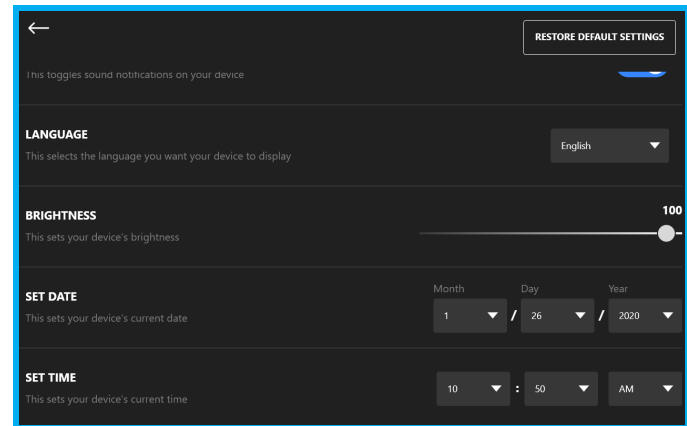 RESTORE DEFAULT SETTINGS
This toggles sound notifications on your device
LANGUAGE
This selects the language you want your device to display
English
BRIGHTNESS
This sets your device's brightness
100
SET DATE
This sets your device's current date
Month Day Year
1 / 26 / 2020
SET TIME
This sets your device's current time
10 : 50 AM